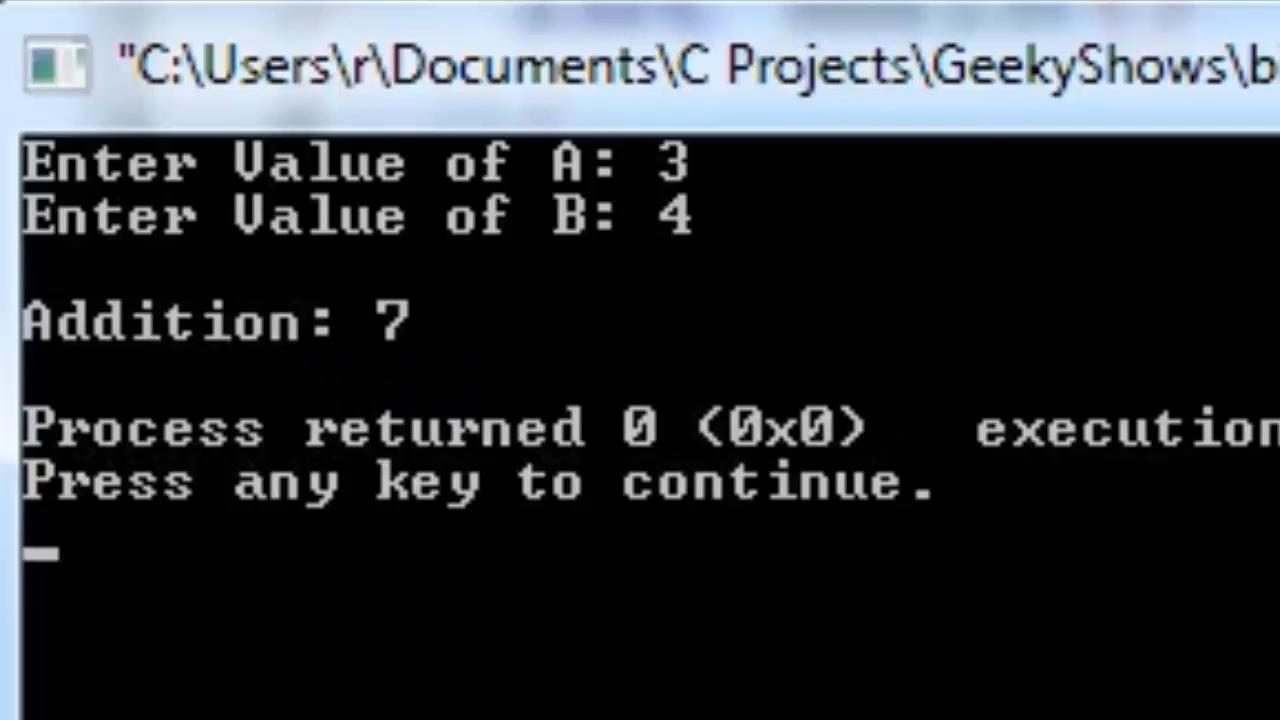 "C:\Users\r\Documents\C Projects\GeekyShows\b
Enter Value of A: 3
Enter Value of B: 4
Addition: 7
Process returned 0 (0x0) execution
Press any key to continue.